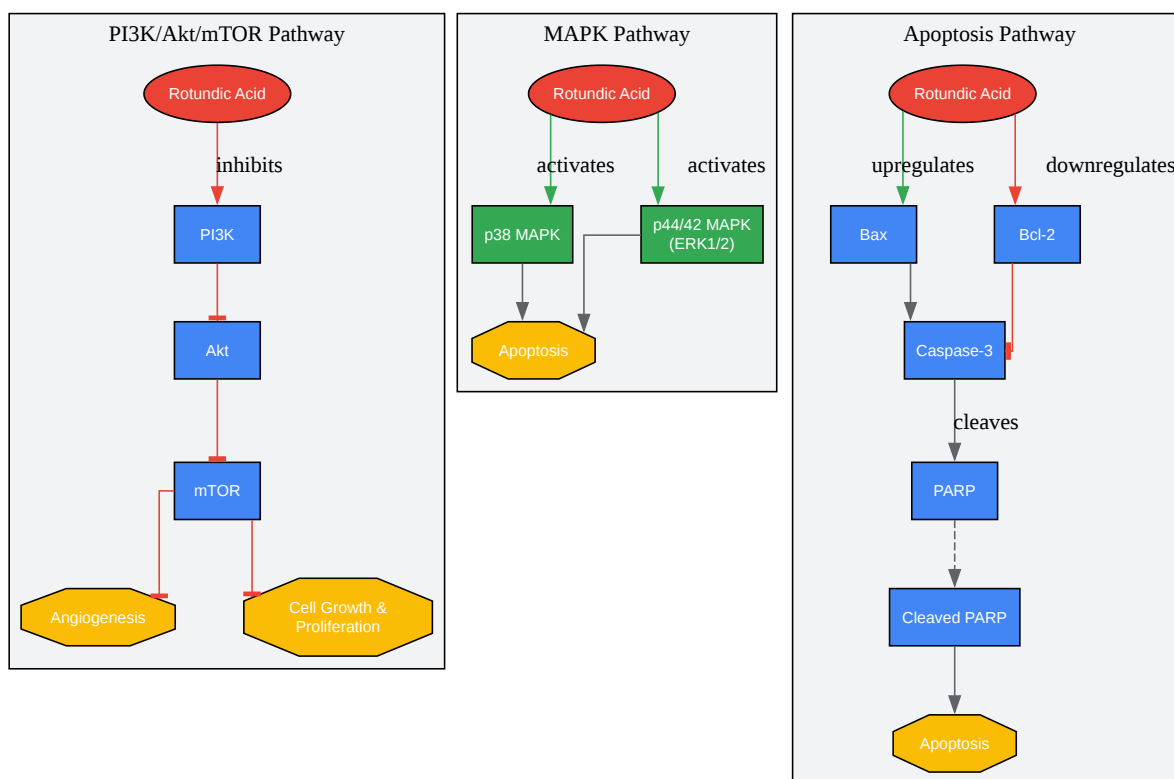 PI3K/Akt/mTOR Pathway
Rotundic Acid
inhibits
PI3K
Akt
mTOR
Angiogenesis
Cell Growth &
Proliferation
MAPK Pathway
Rotundic Acid
activates
activates
p38 MAPK
p44/42 MAPK
(ERK1/2)
Apoptosis
Apoptosis Pathway
Rotundic Acid
upregulates
downregulates
Bax
Bcl-2
Caspase-3
cleaves
PARP
Cleaved PARP
Apoptosis